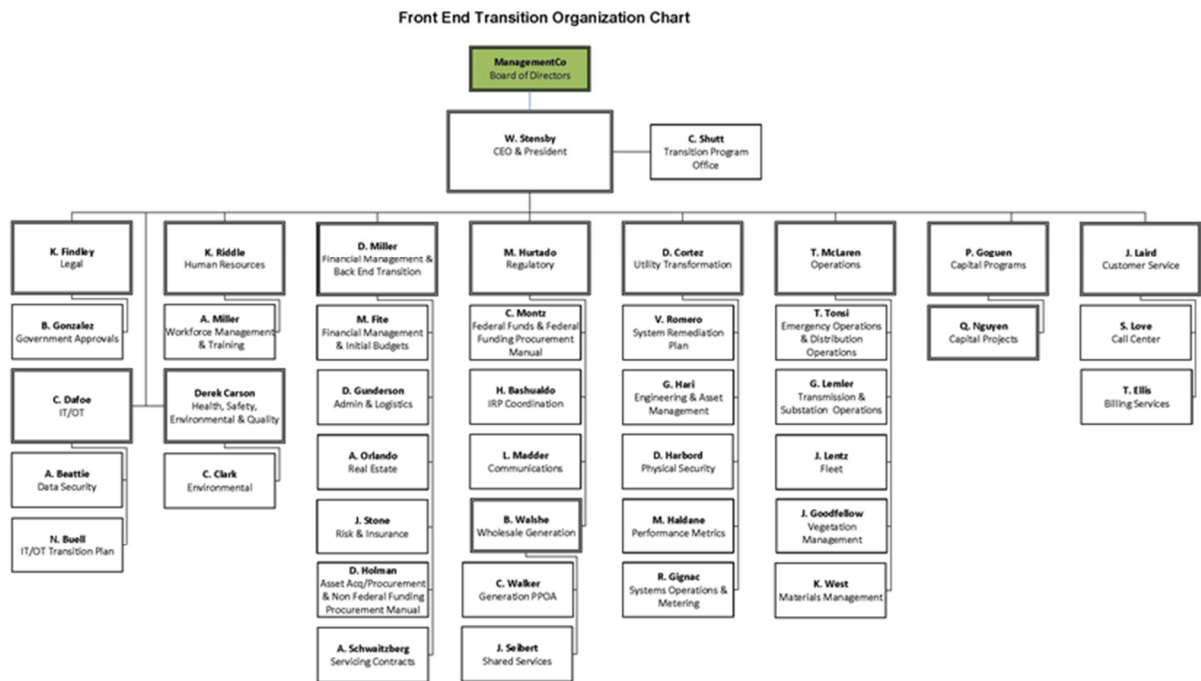 Front End Transition Organization Chart
ManagementCo
Board of Directors
W. Stensby
CEO & President
C. Shutt
Transition Program
Office
K. Findley
Legal
B. Gonzalez
Government Approvals
C. Dafoe
IT/OT
A. Beattie
Data Security
N. Buell
IT/OT Transition Plan
K. Riddle
Human Resources
A. Miller
Workforce Management
& Training
Derek Carson
Health, Safety,
Environmental & Quality
C. Clark
Environmental
D. Miller
Financial Management &
Back End Transition
M. Fite
Financial Management
& Initial Budgets
D. Gunderson
Admin & Logistics
A. Orlando
Real Estate
J. Stone
Risk & Insurance
D. Holman
Asset Acq/Procurement
& Non Federal Funding
Procurement Manual
A. Schwaitzberg
Servicing Contracts
M. Hurtado
Regulatory
C. Montz
Federal Funds & Federal
Funding Procurement
Manual
H. Bashualdo
IRP Coordination
L. Madder
Communications
B. Walshe
Wholesale Generation
C. Walker
Generation PPOA
J. Seibert
Shared Services
D. Cortez
Utility Transformation
V. Romero
System Remediation
Plan
G. Hari
Engineering & Asset
Management
D. Harbord
Physical Security
M. Haldane
Performance Metrics
R. Gignac
Systems Operations &
Metering
T. McLaren
Operations
T. Tonsi
Emergency Operations
& Distribution
Operations
G. Lemler
Transmission &
Substation Operations
J. Lentz
Fleet
J. Goodfellow
Vegetation
Management
K. West
Materials Management
P. Goguen
Capital Programs
Q. Nguyen
Capital Projects
J. Laird
Customer Service
S. Love
Call Center
T. Ellis
Billing Services